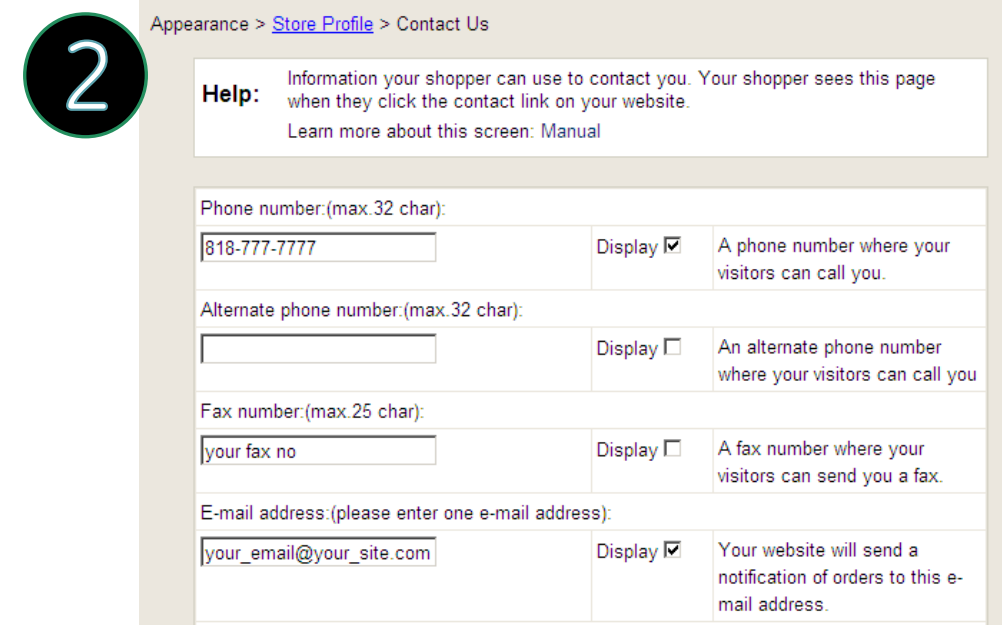 2
Appearance > Store Profile > Contact Us
Help:
Information your shopper can use to contact you. Your shopper sees this page
when they click the contact link on your website.
Learn more about this screen: Manual
Phone number:(max.32 char):
818-777-7777
Display
A phone number where your
visitors can call you.
Alternate phone number:(max.32 char):
Display
An alternate phone number
where your visitors can call you
Fax number:(max.25 char):
your fax no
Display
A fax number where your
visitors can send you a fax.
E-mail address:(please enter one e-mail address):
your_email@your_site.com
Display
Your website will send a
notification of orders to this e-
mail address.